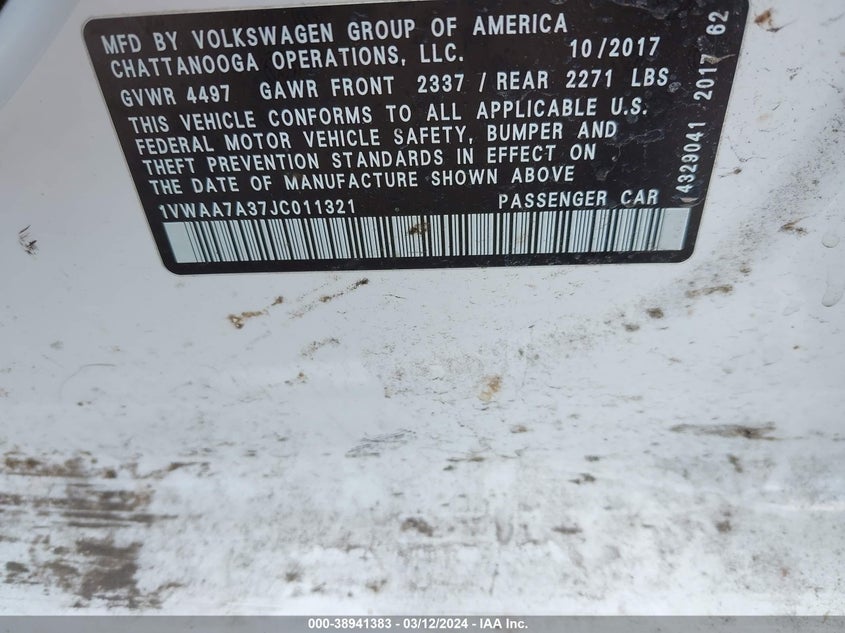 MFD BY VOLKSWAGEN GROUP OF AMERICA
CHATTANOOGA OPERATIONS, LLC. 10/2017
GVWR 4497 GAWR FRONT 2337 / REAR 2271 LBS
THIS VEHICLE CONFORMS TO ALL APPLICABLE U.S.
FEDERAL MOTOR VEHICLE SAFETY, BUMPER AND
THEFT PREVENTION STANDARDS IN EFFECT ON
THE DATE OF MANUFACTURE SHOWN ABOVE
1VWAA7A37JC011321 PASSENGER CAR
4329041 2017 62
000-38941383 - 03/12/2024 - IAA Inc.